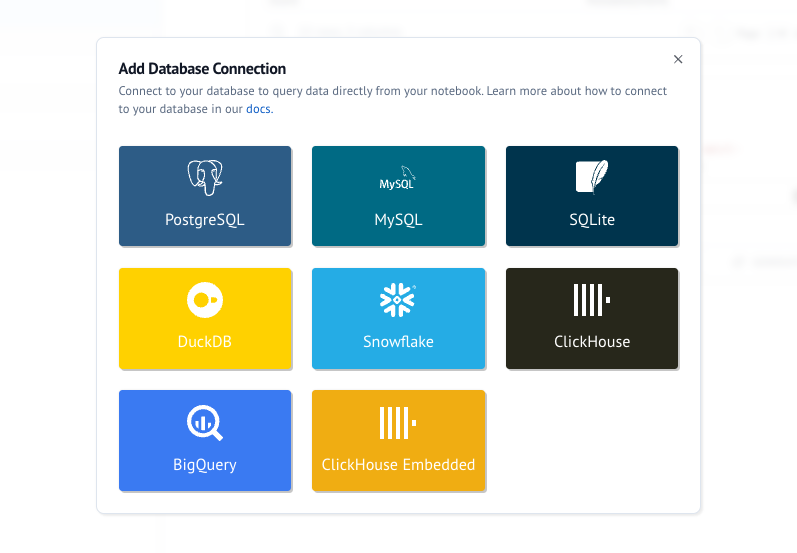 Add Database Connection
Connect to your database to query data directly from your notebook. Learn more about how to connect
to your database in our docs.
PostgreSQL
MySQL
MySQL
SQLite
DuckDB
Snowflake
ClickHouse
BigQuery
ClickHouse Embedded